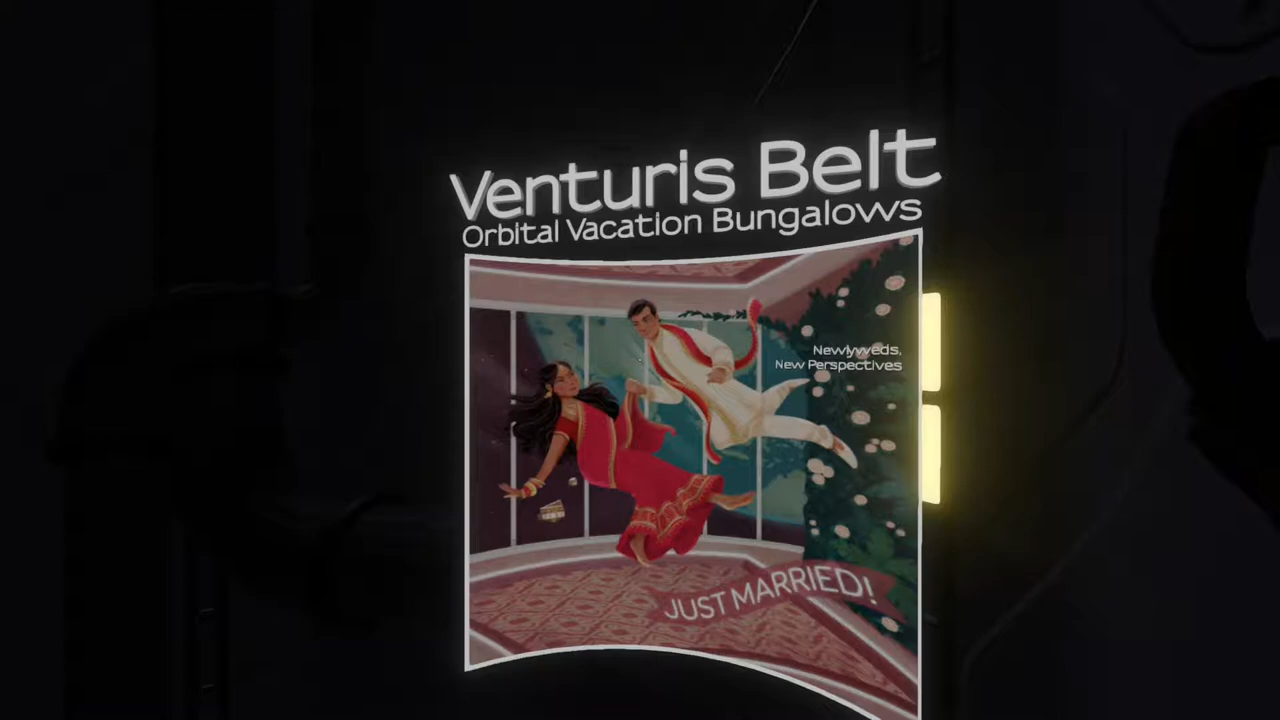 Venturis Belt
Orbital Vacation Bungalows
Newlyweds,
New Perspectives
JUST MARRIED!